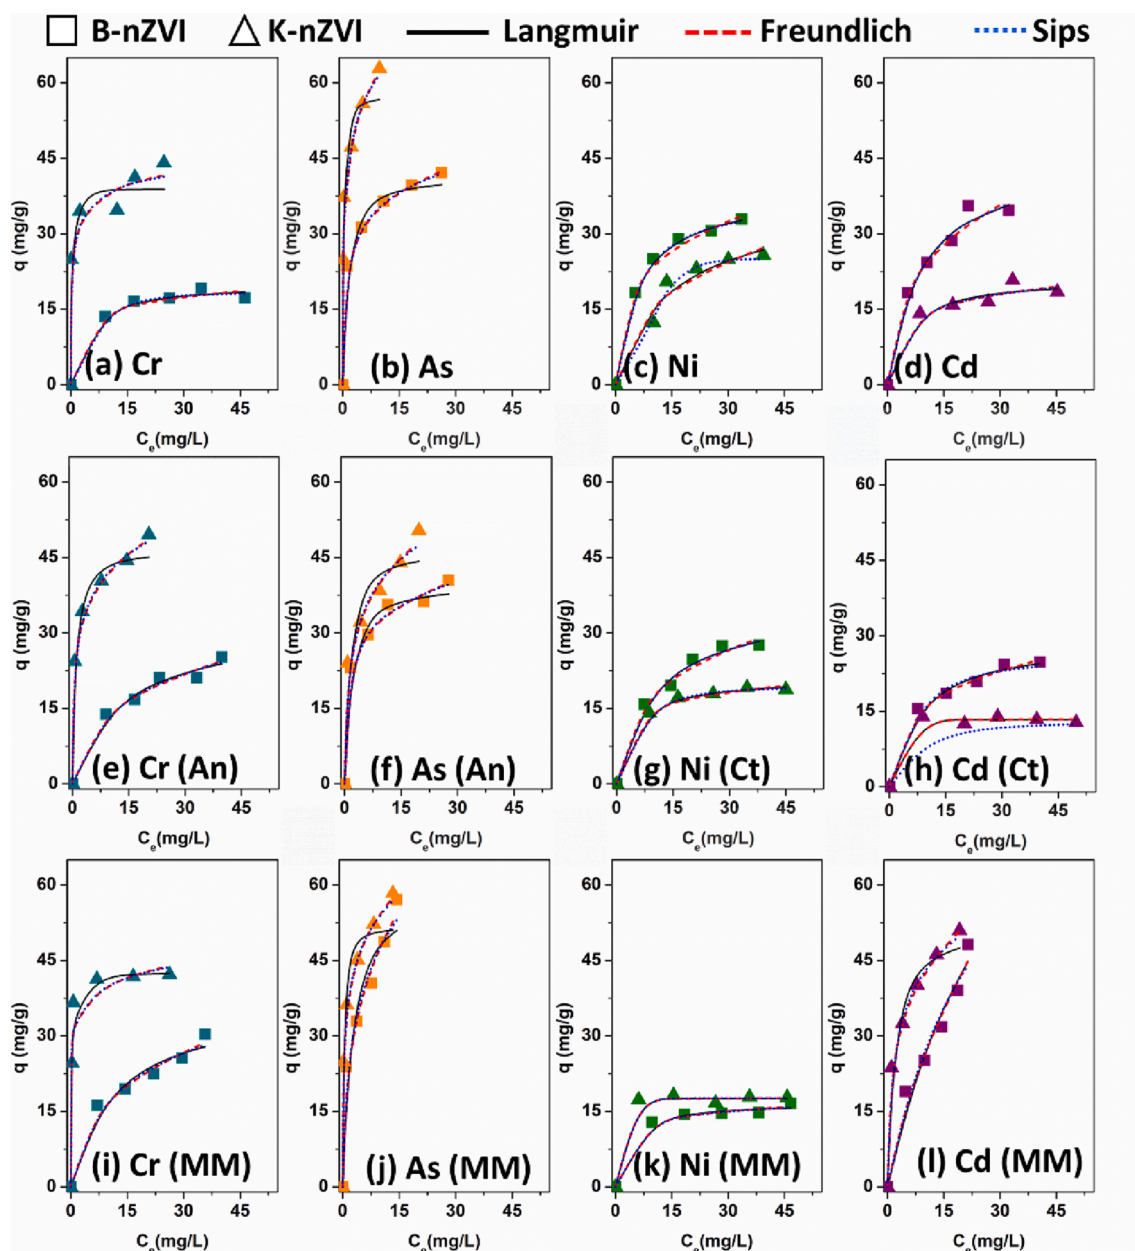 B-nZVI K-nZVI Langmuir Freundlich Sips
60 60 60 60
45 45 45 45
30 30 30 30
15 15 15 15
0 0 0 0
q (mg/g) q (mg/g) q (mg/g) q (mg/g)
(a) Cr (b) As (c) Ni (d) Cd
0 15 30 45 0 15 30 45 0 15 30 45 0 15 30 45
Ce(mg/L) Ce(mg/L) Ce(mg/L) Ce(mg/L)
60 60 60 60
45 45 45 45
30 30 30 30
15 15 15 15
0 0 0 0
q (mg/g) q (mg/g) q (mg/g) q (mg/g)
(e) Cr (An) (f) As (An) (g) Ni (Ct) (h) Cd (Ct)
0 15 30 45 0 15 30 45 0 15 30 45 0 15 30 45
Ce(mg/L) Ce(mg/L) Ce(mg/L) Ce(mg/L)
60 60 60 60
45 45 45 45
30 30 30 30
15 15 15 15
0 0 0 0
q (mg/g) q (mg/g) q (mg/g) q (mg/g)
(i) Cr (MM) (j) As (MM) (k) Ni (MM) (l) Cd (MM)
0 15 30 45 0 15 30 45 0 15 30 45 0 15 30 45
Ce(mg/L) Ce(mg/L) Ce(mg/L) Ce(mg/L)